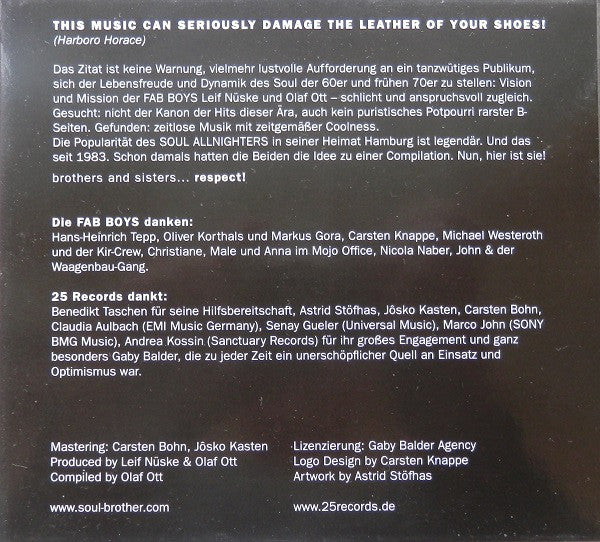 THIS MUSIC CAN SERIOUSLY DAMAGE THE LEATHER OF YOUR SHOES!
(Harboro Horace)
Das Zitat ist keine Warnung, vielmehr lustvolle Aufforderung an ein tanzwütiges Publikum,
sich der Lebensfreude und Dynamik des Soul der 60er und frühen 70er zu stellen: Vision
und Mission der FAB BOYS Leif Nüske und Olaf Ott – schlicht und anspruchsvoll zugleich.
Gesucht: nicht der Kanon der Hits dieser Ära, auch kein puristisches Potpourri rarster B-
Seiten. Gefunden: zeitlose Musik mit zeitgemäßer Coolness.
Die Popularität des SOUL ALLNIGHTERS in seiner Heimat Hamburg ist legendär. Und das
seit 1983. Schon damals hatten die Beiden die Idee zu einer Compilation. Nun, hier ist sie!
brothers and sisters... respect!
Die FAB BOYS danken:
Hans-Heinrich Tepp, Oliver Korthals und Markus Gora, Carsten Knappe, Michael Westeroth
und der Kir-Crew, Christiane, Male und Anna im Mojo Office, Nicola Naber, John & der
Waagenbau-Gang.
25 Records dankt:
Benedikt Taschen für seine Hilfsbereitschaft, Astrid Stöfhas, Jôsko Kasten, Carsten Bohn,
Claudia Aulbach (EMI Music Germany), Senay Gueler (Universal Music), Marco John (SONY
BMG Music), Andrea Kossin (Sanctuary Records) für ihr großes Engagement und ganz
besonders Gaby Balder, die zu jeder Zeit ein unerschöpflicher Quell an Einsatz und
Optimismus war.
Mastering: Carsten Bohn, Jôsko Kasten
Produced by Leif Nüske & Olaf Ott
Compiled by Olaf Ott
www.soul-brother.com
Lizenzierung: Gaby Balder Agency
Logo Design by Carsten Knappe
Artwork by Astrid Stöfhas
www.25records.de